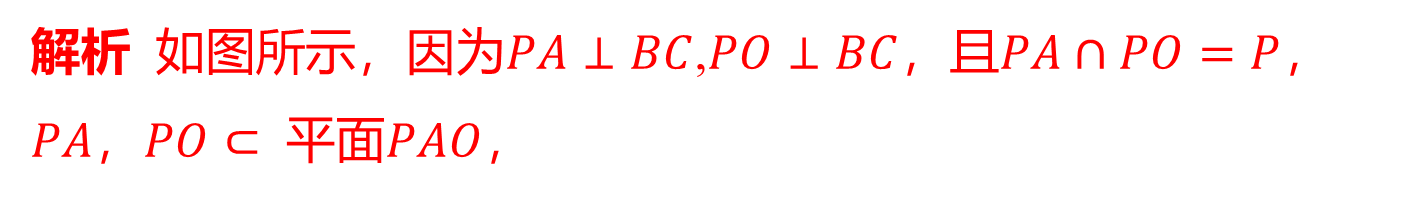 解析 如图所示，因为PA ⊥ BC,PO ⊥ BC，且PA ∩ PO = P，
PA，PO ⊂ 平面PAO，